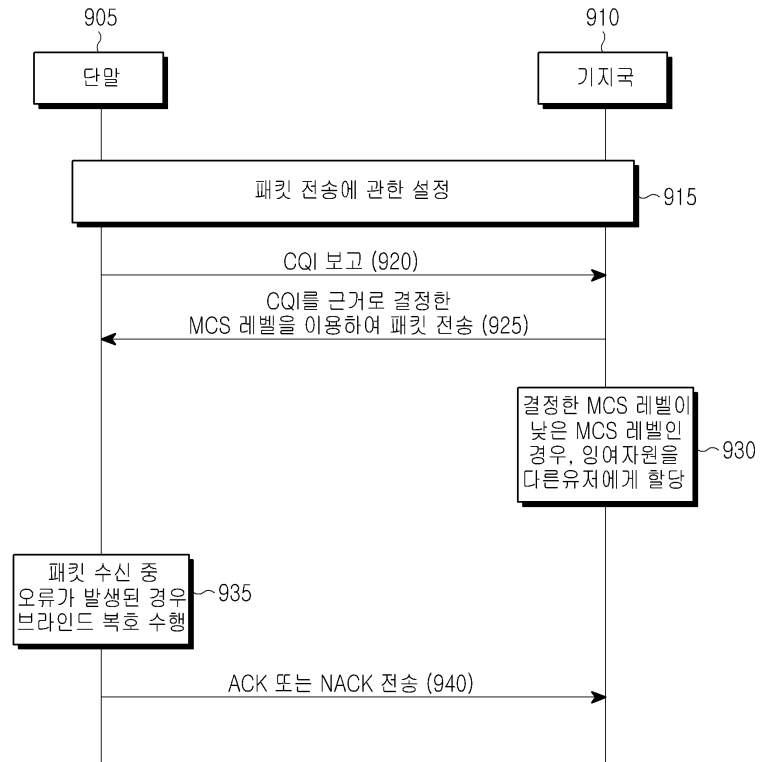 905
910
단말
기지국
패킷 전송에 관한 설정
915
CQI 보고 (920)
CQI를 근거로 결정한
MCS 레벨을 이용하여 패킷 전송 (925)
결정한 MCS 레벨이
낮은 MCS 레벨인
경우, 잉여자원을
다른유저에게 할당
930
패킷 수신 중
오류가 발생된 경우
브라인드 복호 수행
935
ACK 또는 NACK 전송 (940)